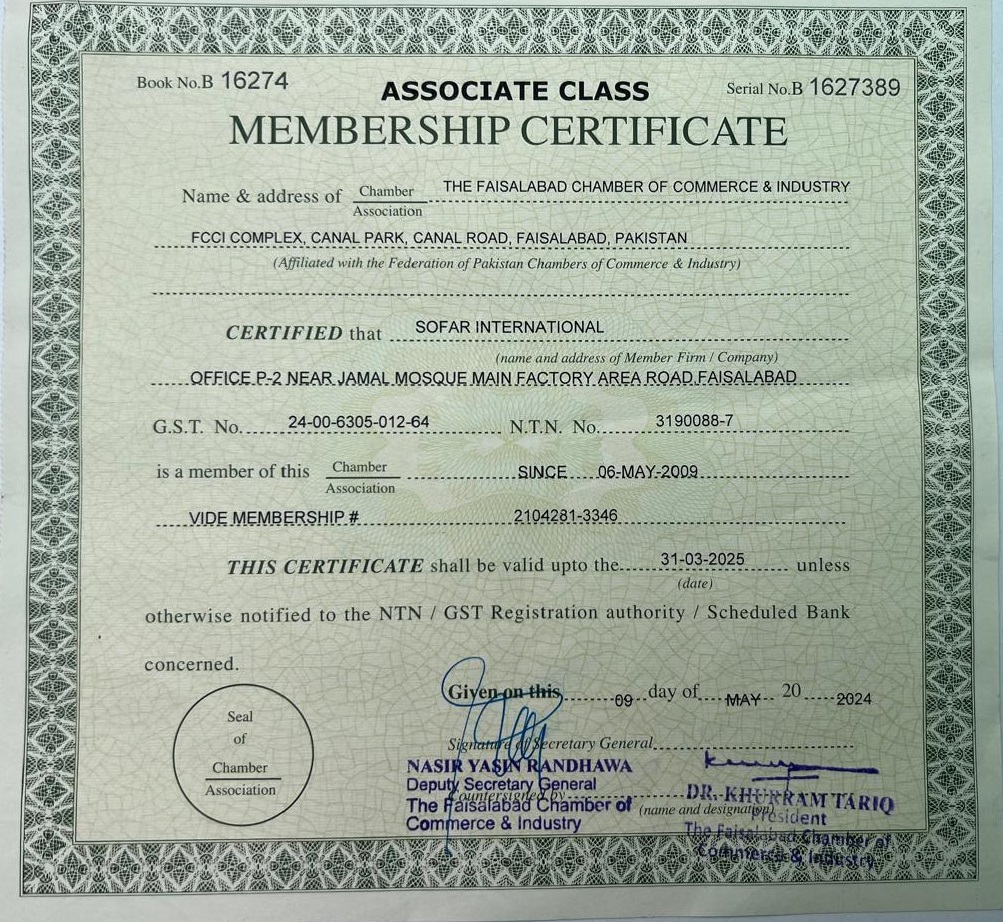 Book No.B 16274
Serial No.B 1627389
ASSOCIATE CLASS
MEMBERSHIP CERTIFICATE
Name & address of Chamber THE FAISALABAD CHAMBER OF COMMERCE & INDUSTRY
Association
FCCI COMPLEX, CANAL PARK, CANAL ROAD, FAISALABAD, PAKISTAN
(Affiliated with the Federation of Pakistan Chambers of Commerce & Industry)
CERTIFIED that SOFAR INTERNATIONAL
(name and address of Member Firm / Company)
OFFICE P-2 NEAR JAMAL MOSQUE MAIN FACTORY AREA ROAD FAISALABAD
G.S.T. No. 24-00-6305-012-64 N.T.N. No. 3190088-7
is a member of this Chamber SINCE 06-MAY-2009
Association
VIDE MEMBERSHIP # 2104281-3346
THIS CERTIFICATE shall be valid upto the 31-03-2025 unless
(date)
otherwise notified to the NTN / GST Registration authority / Scheduled Bank
concerned.
Given on this 09 day of MAY 20 2024
Seal
of
Chamber
Association
Signature of Secretary General
NASIR YASIN RANDHAWA
Deputy Secretary General
Countersigned by
(name and designation)
The Faisalabad Chamber of
Commerce & Industry
DR. KHURRAM TARIQ
President
The Faisalabad Chamber of
Commerce & Industry